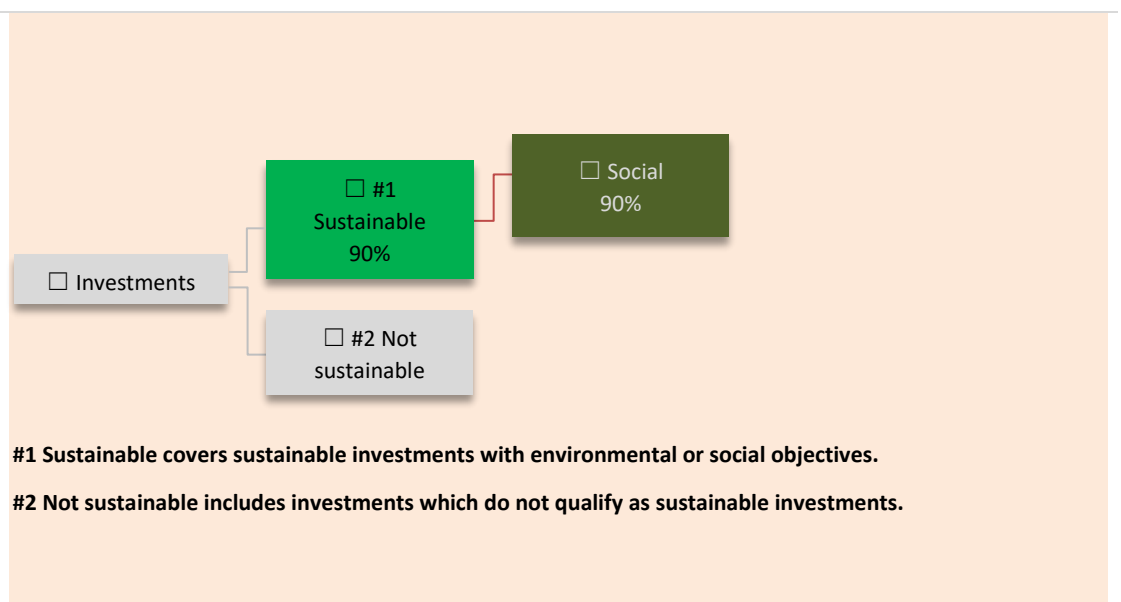 ☐ Social
90%
☐ #1
Sustainable
90%
☐ Investments
☐ #2 Not
sustainable
#1 Sustainable covers sustainable investments with environmental or social objectives.
#2 Not sustainable includes investments which do not qualify as sustainable investments.